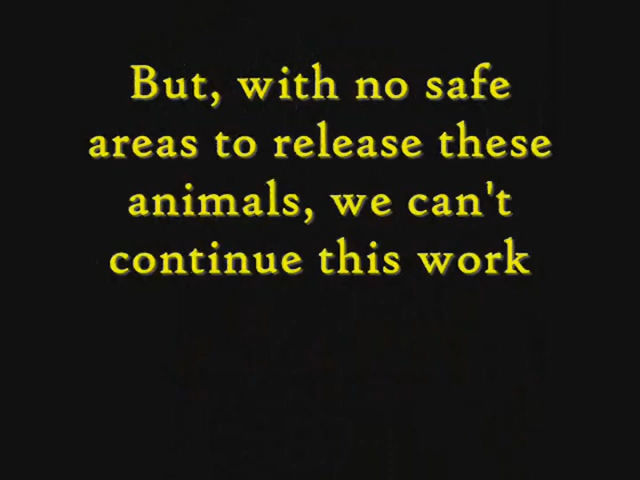 But, with no safe
areas to release these
animals, we can't
continue this work